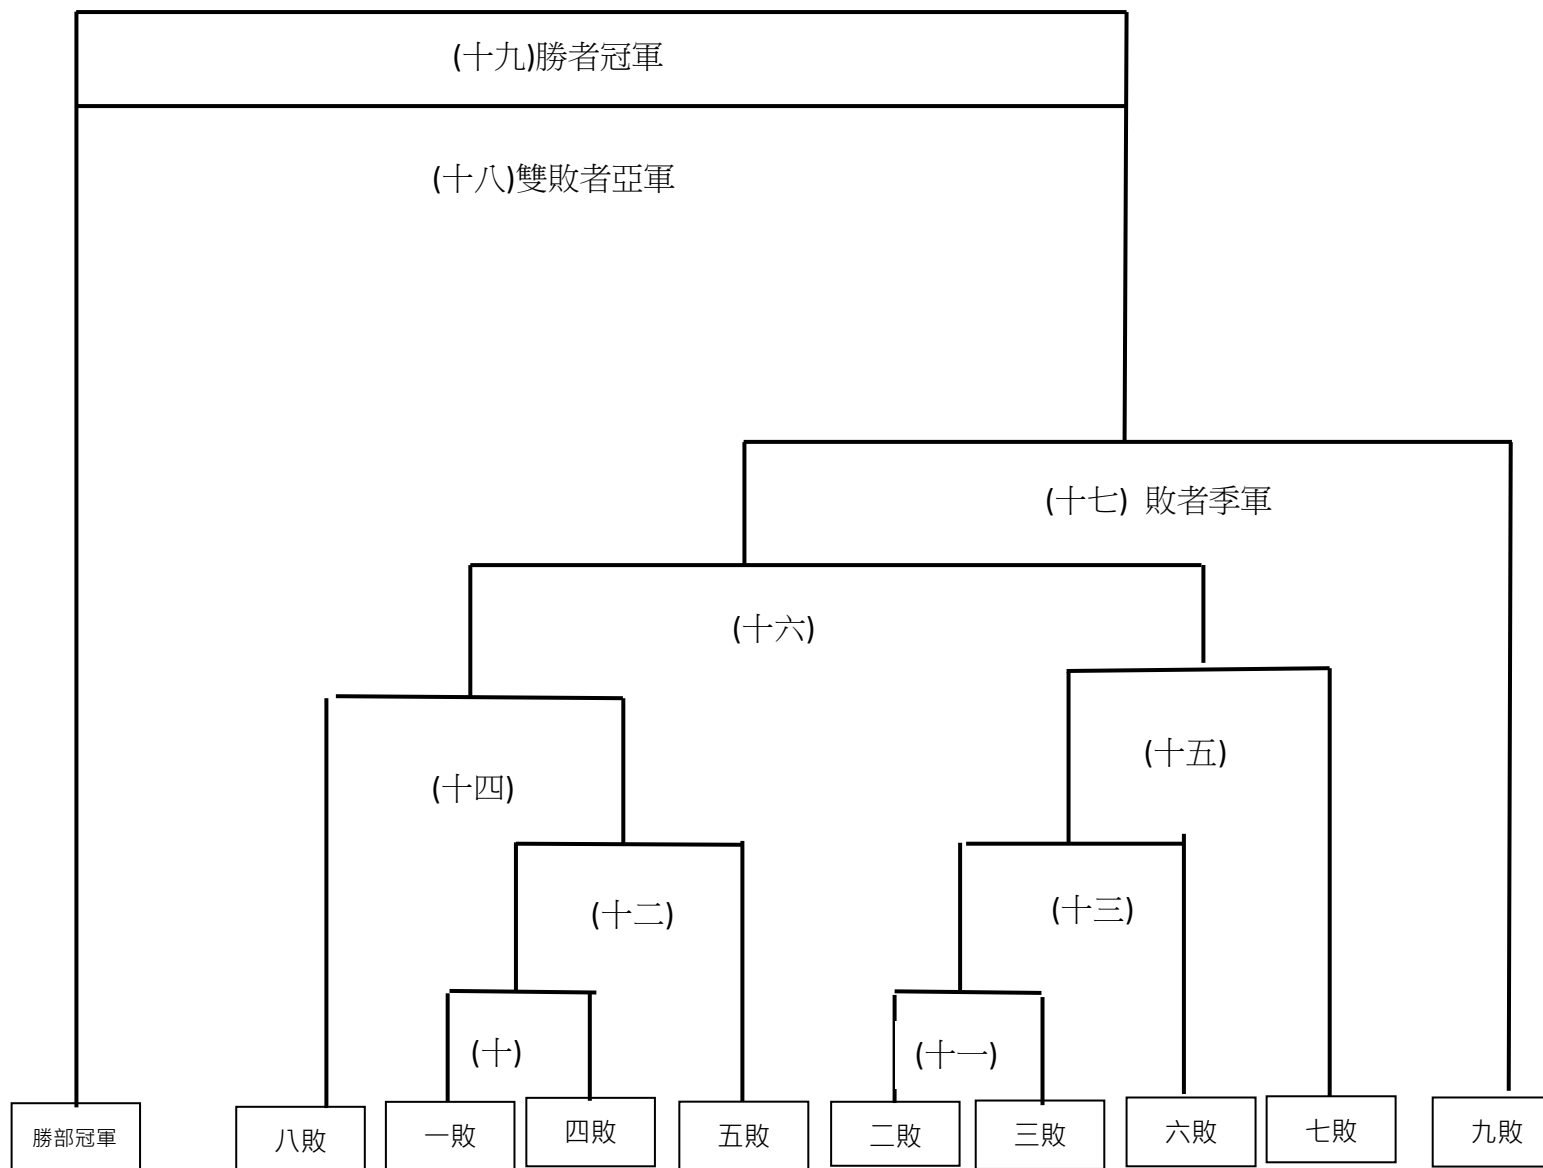 (十九)勝者冠軍
(十八)雙敗者亞軍
(十七) 敗者季軍
(十六)
(十五)
(十四)
(十二)
(十三)
(十)
(十一)
勝部冠軍
八敗
一敗
四敗
五敗
二敗
三敗
六敗
七敗
九敗